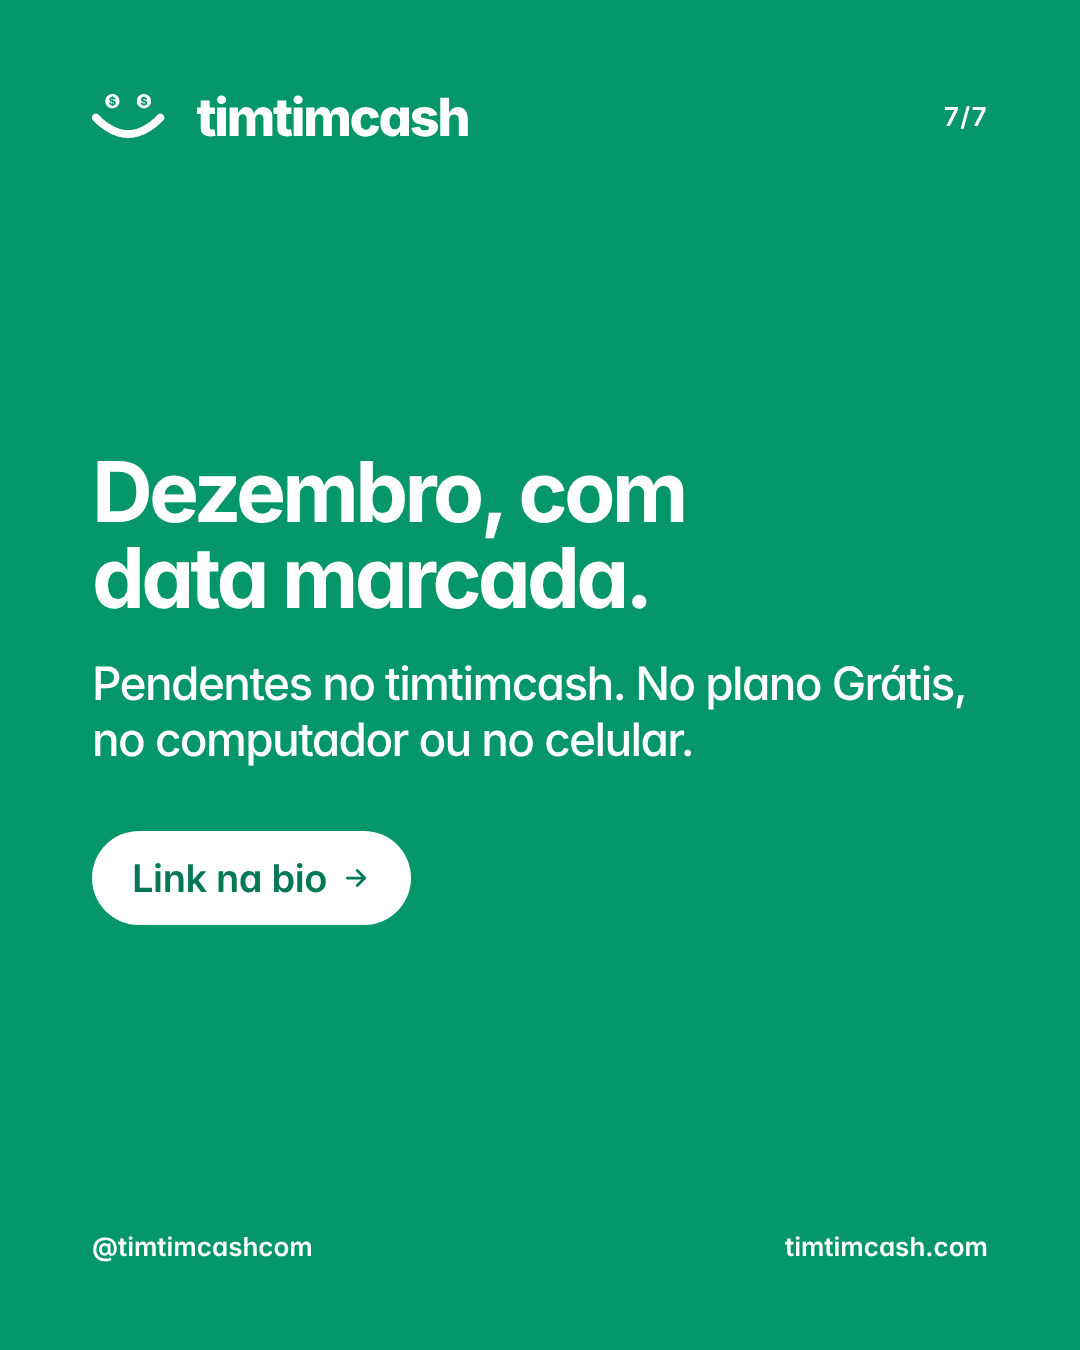 timtimcash
7/7
Dezembro, com
data marcada.
Pendentes no timtimcash. No plano Grátis,
no computador ou no celular.
Link na bio →
@timtimcashcom
timtimcash.com